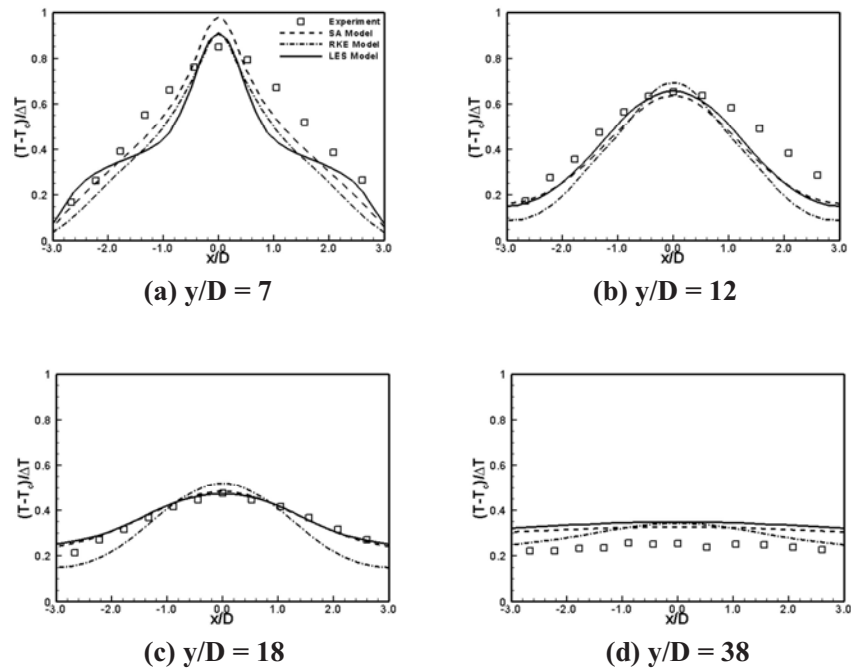 Experiment
SA Model
RKE Model
LES Model
(T-Tc)/ΔT
1
0.8
0.6
0.4
0.2
0
-3.0 -2.0 -1.0 0.0 1.0 2.0 3.0
x/D
(a) y/D = 7
(T-Tc)/ΔT
1
0.8
0.6
0.4
0.2
0
-3.0 -2.0 -1.0 0.0 1.0 2.0 3.0
x/D
(b) y/D = 12
(T-Tc)/ΔT
1
0.8
0.6
0.4
0.2
0
-3.0 -2.0 -1.0 0.0 1.0 2.0 3.0
x/D
(c) y/D = 18
(T-Tc)/ΔT
1
0.8
0.6
0.4
0.2
0
-3.0 -2.0 -1.0 0.0 1.0 2.0 3.0
x/D
(d) y/D = 38